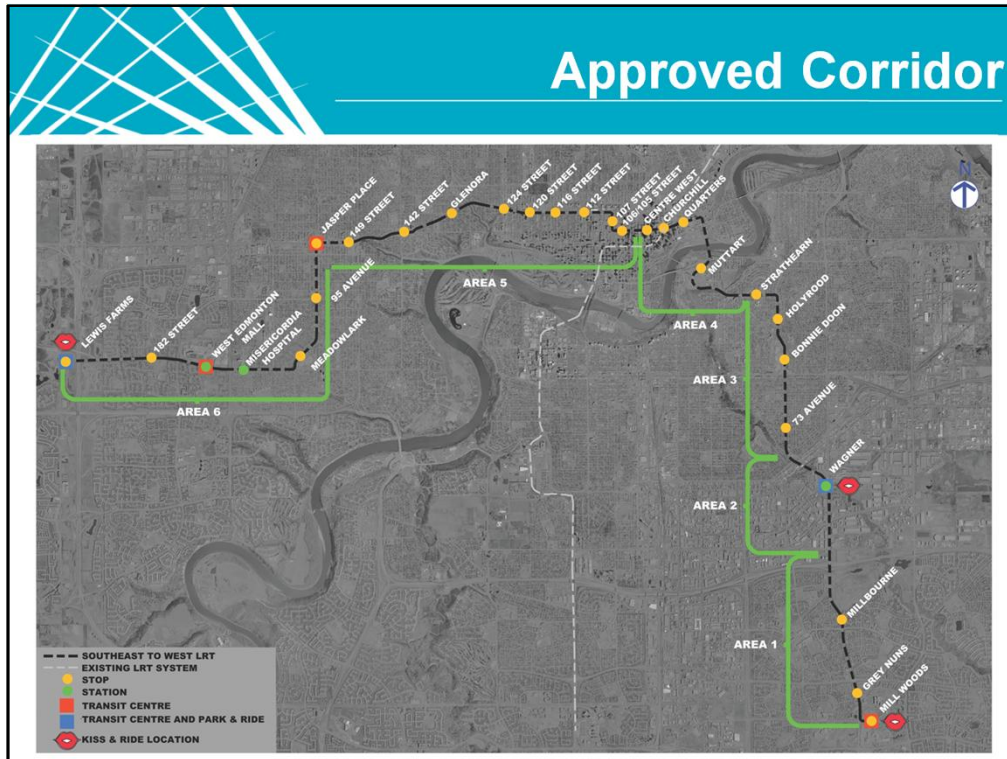 Approved Corridor
N
LEWIS FARMS
182 STREET
WEST EDMONTON
MALL -
MISERICORDIA
HOSPITAL
MEADOWLARK
95 AVENUE
JASPER PLACE
149 STREET
142 STREET
GLENORA
124 STREET
120 STREET
116 STREET
112 STREET
107 STREET
106/105 STREET
CENTRE WEST
CHURCHILL
QUARTERS
MUTTART
STRATHEARN
HOLYROOD
BONNIE DOON
73 AVENUE
WAGNER
MILLBOURNE
GREY NUNS
MILL WOODS
AREA 5
AREA 4
AREA 3
AREA 6
AREA 2
AREA 1
SOUTHEAST TO WEST LRT
EXISTING LRT SYSTEM
STOP
STATION
TRANSIT CENTRE
TRANSIT CENTRE AND PARK & RIDE
KISS & RIDE LOCATION